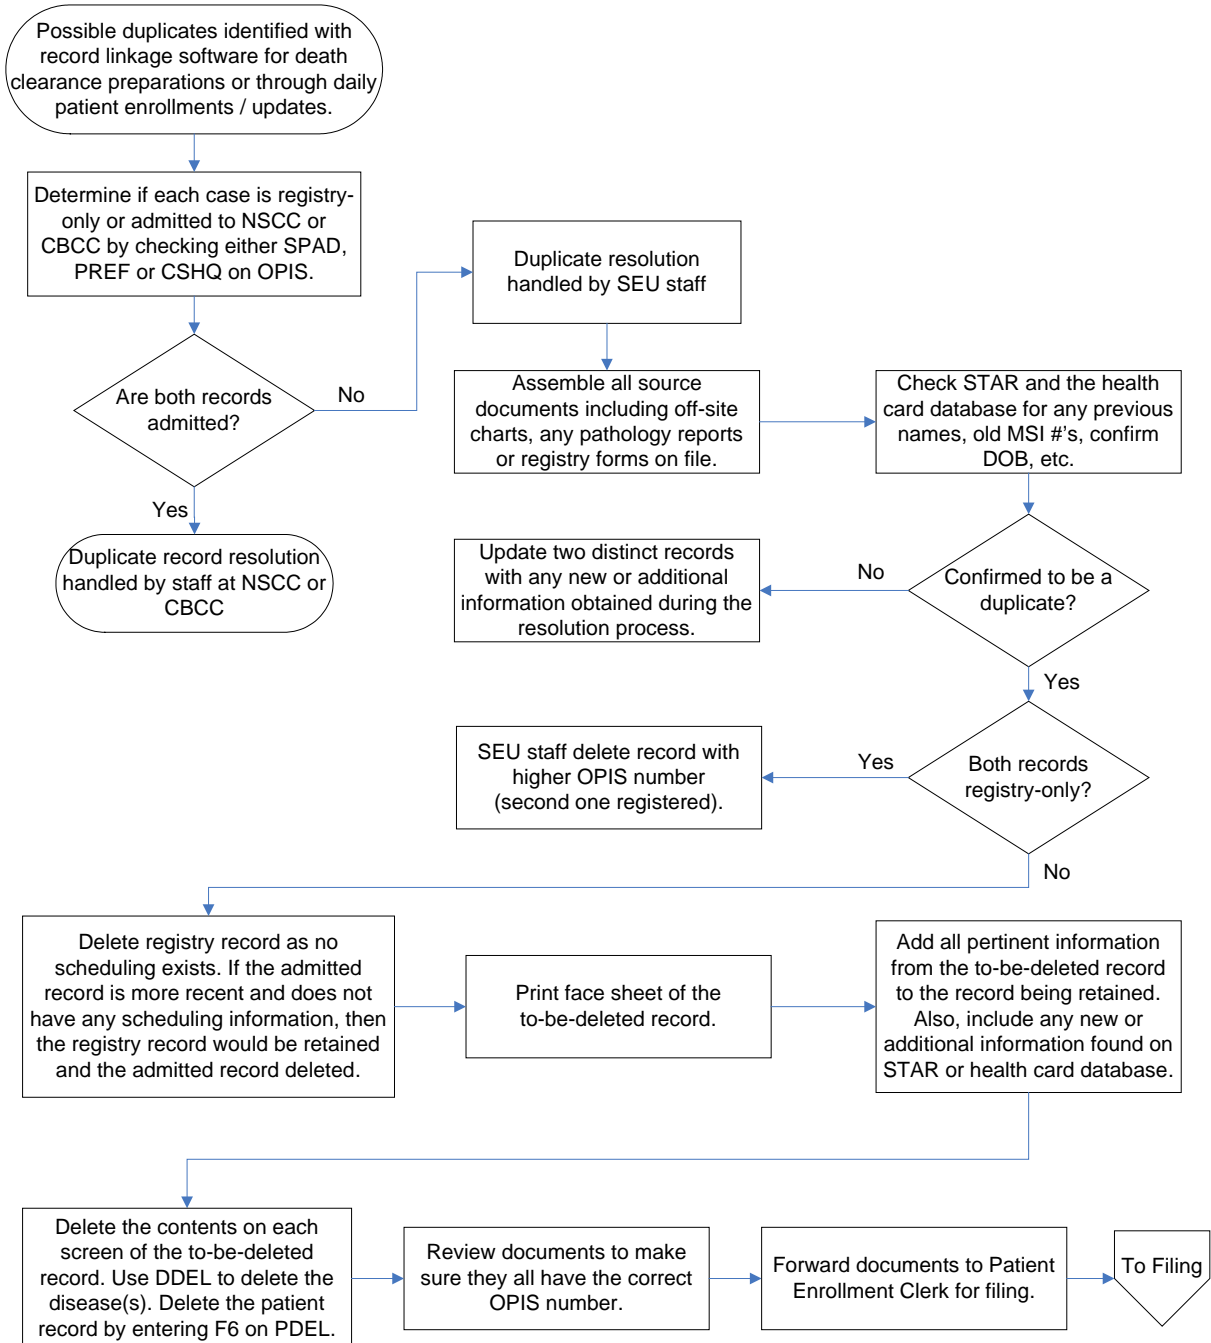 Possible duplicates identified with
record linkage software for death
clearance preparations or through daily
patient enrollments / updates.
Determine if each case is registry-
only or admitted to NSCC or
CBCC by checking either SPAD,
PREF or CSHQ on OPIS.
Are both records
admitted?
No
Yes
Duplicate record resolution
handled by staff at NSCC or
CBCC
Duplicate resolution
handled by SEU staff
Assemble all source
documents including off-site
charts, any pathology reports
or registry forms on file.
Check STAR and the health
card database for any previous
names, old MSI #'s, confirm
DOB, etc.
Confirmed to be a
duplicate?
No
Update two distinct records
with any new or additional
information obtained during the
resolution process.
Yes
Both records
registry-only?
Yes
SEU staff delete record with
higher OPIS number
(second one registered).
No
Delete registry record as no
scheduling exists. If the admitted
record is more recent and does not
have any scheduling information, then
the registry record would be retained
and the admitted record deleted.
Print face sheet of the
to-be-deleted record.
Add all pertinent information
from the to-be-deleted record
to the record being retained.
Also, include any new or
additional information found on
STAR or health card database.
Delete the contents on each
screen of the to-be-deleted
record. Use DDEL to delete the
disease(s). Delete the patient
record by entering F6 on PDEL.
Review documents to make
sure they all have the correct
OPIS number.
Forward documents to Patient
Enrollment Clerk for filing.
To Filing